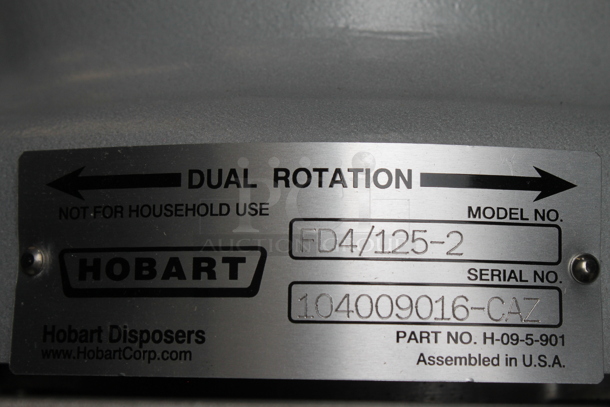 DUAL ROTATION
NOT FOR HOUSEHOLD USE
MODEL NO.
FD4/125-2
HOBART
SERIAL NO.
104009016-CAZ
Hobart Disposers
www.HobartCorp.com
PART NO. H-09-5-901
Assembled in U.S.A.